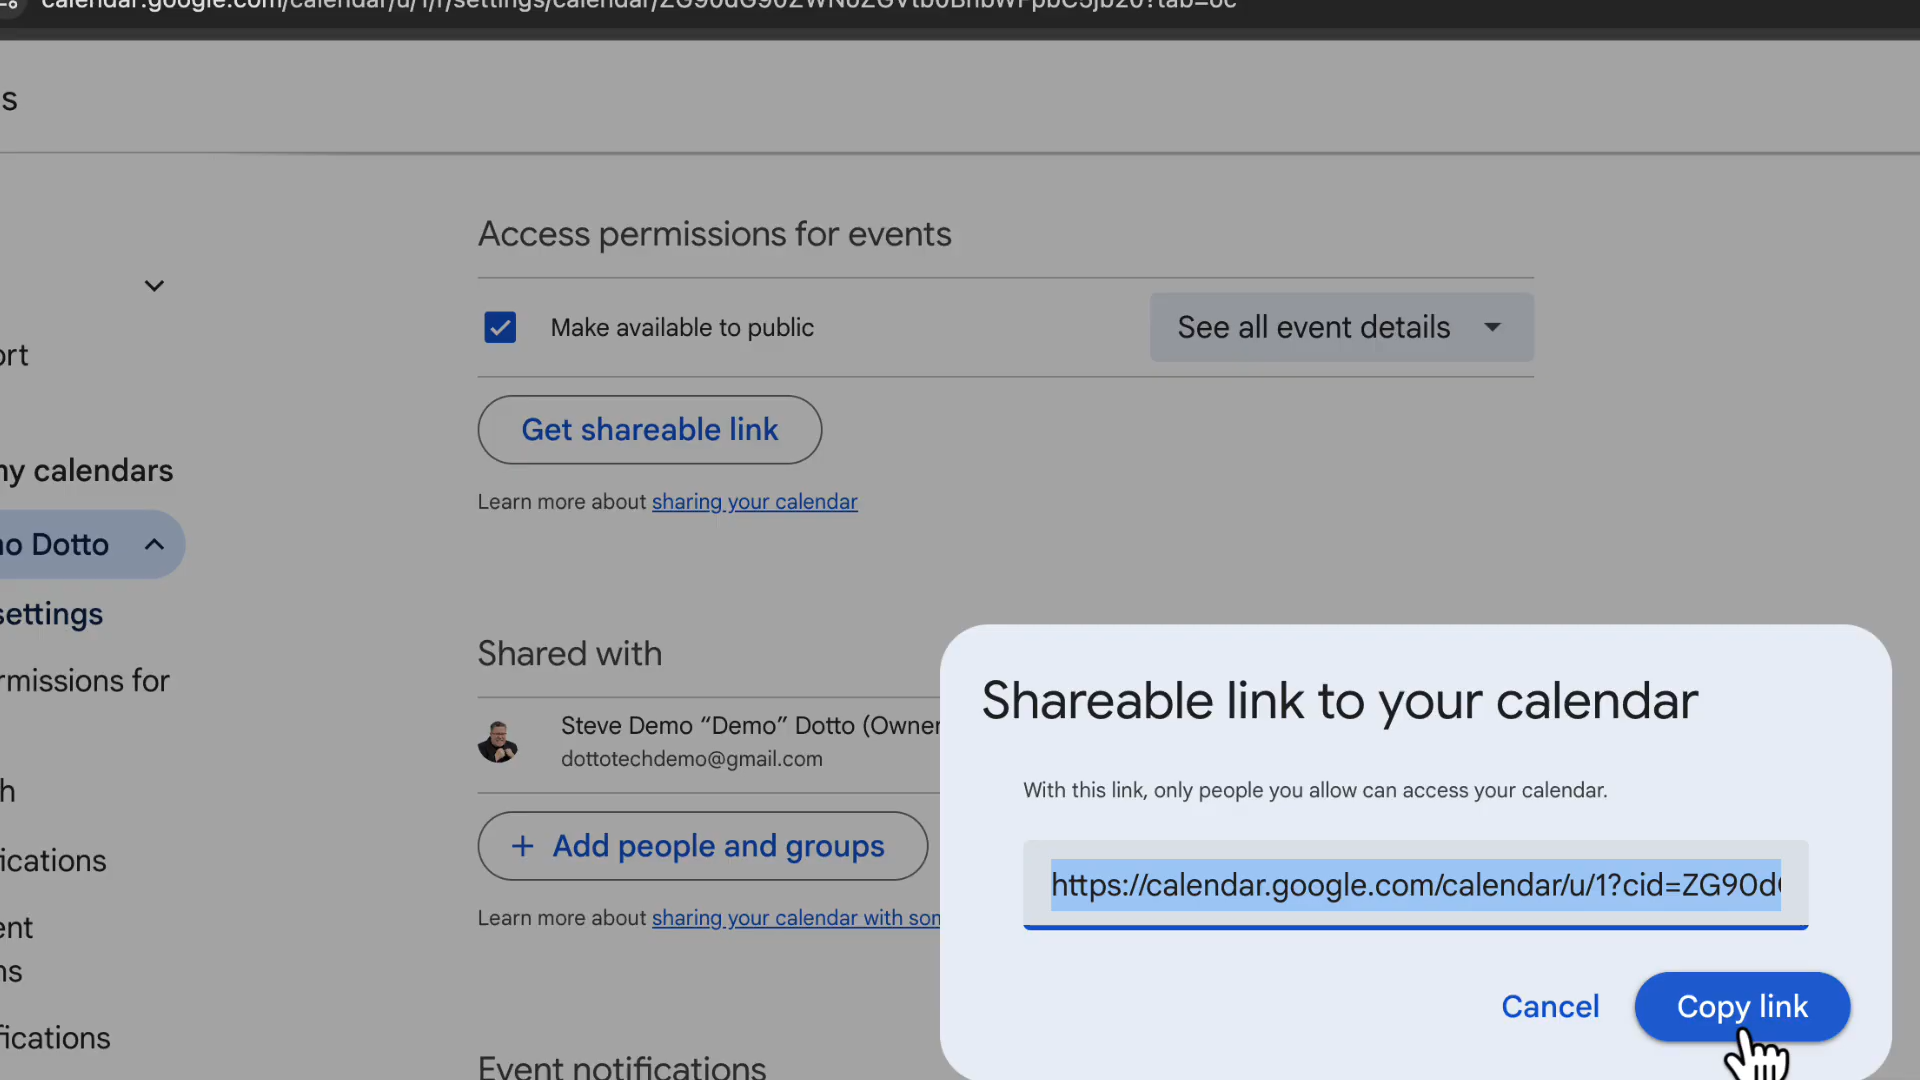 s
Access permissions for events
Make available to public
See all event details
ort
Get shareable link
my calendars
Learn more about sharing your calendar
Dotto
settings
Shared with
rmissions for
Shareable link to your calendar
Steve Demo “Demo” Dotto (Owner
dottotechdemo@gmail.com
With this link, only people you allow can access your calendar.
h
+ Add people and groups
ications
https://calendar.google.com/calendar/u/1?cid=ZG90d
Learn more about sharing your calendar with som
ent
ns
Cancel
Copy link
fications
Event notifications